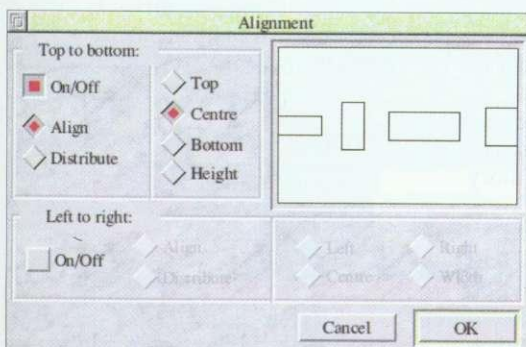 Alignment
Top to bottom:
On/Off
Align
Distribute
Top
Centre
Bottom
Height
Left to right:
On/Off
Align
Distribute
Left
Centre
Right
Width
Cancel
OK